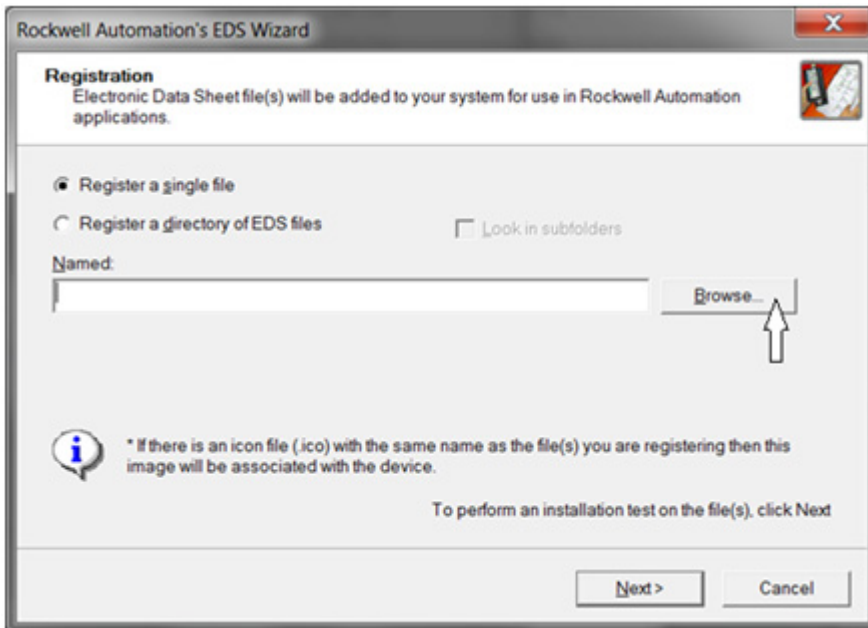 Rockwell Automation's EDS Wizard
Registration
Electronic Data Sheet file(s) will be added to your system for use in Rockwell Automation
applications.
Register a single file
Register a directory of EDS files
Look in subfolders
Named:
Browse...
* If there is an icon file (.ico) with the same name as the file(s) you are registering then this
image will be associated with the device.
To perform an installation test on the file(s), click Next
Next >
Cancel